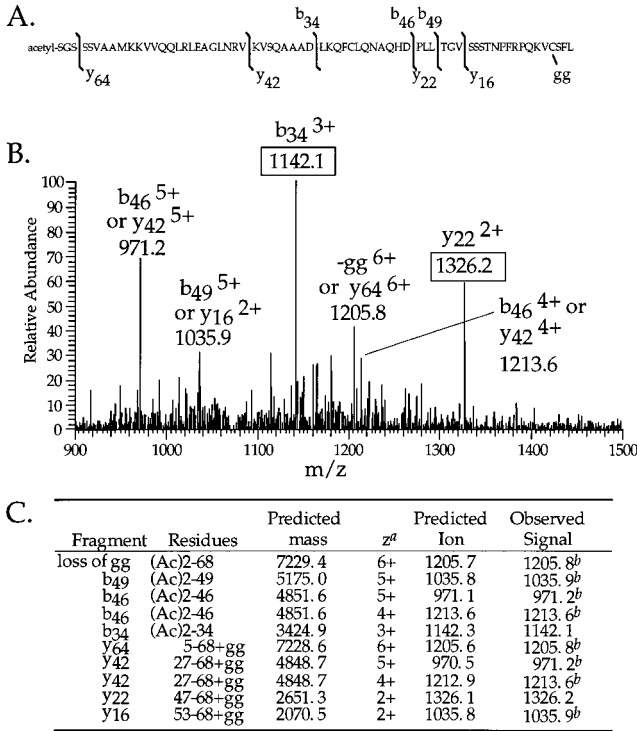 A.
b34 b46 b49
acetyl-SGS SSVAAMKKVVQQLRLEAGLNRV KVSQAAAD LKQFCLQNAQHD PLL TGV SSSTNPFRPQKVCSFL
y64 y42 y22 y16 gg
B.
b34 3+
1142.1
b46 5+
or y42 5+
971.2
b49 5+
or y16 2+
1035.9
-gg 6+
or y64 6+
1205.8
y22 2+
1326.2
b46 4+ or
y42 4+
1213.6
Relative Abundance
100
90
80
70
60
50
40
30
20
10
0
900 1000 1100 1200 1300 1400 1500
m/z
C.
Predicted Predicted Observed
Fragment Residues mass z^a Ion Signal
loss of gg (Ac)2-68 7229.4 6+ 1205.7 1205.8^b
b49 (Ac)2-49 5175.0 5+ 1035.8 1035.9^b
b46 (Ac)2-46 4851.6 5+ 971.1 971.2^b
b46 (Ac)2-46 4851.6 4+ 1213.6 1213.6^b
b34 (Ac)2-34 3424.9 3+ 1142.3 1142.1
y64 5-68+gg 7228.6 6+ 1205.6 1205.8^b
y42 27-68+gg 4848.7 5+ 970.5 971.2^b
y42 27-68+gg 4848.7 4+ 1212.9 1213.6^b
y22 47-68+gg 2651.3 2+ 1326.1 1326.2
y16 53-68+gg 2070.5 2+ 1035.8 1035.9^b